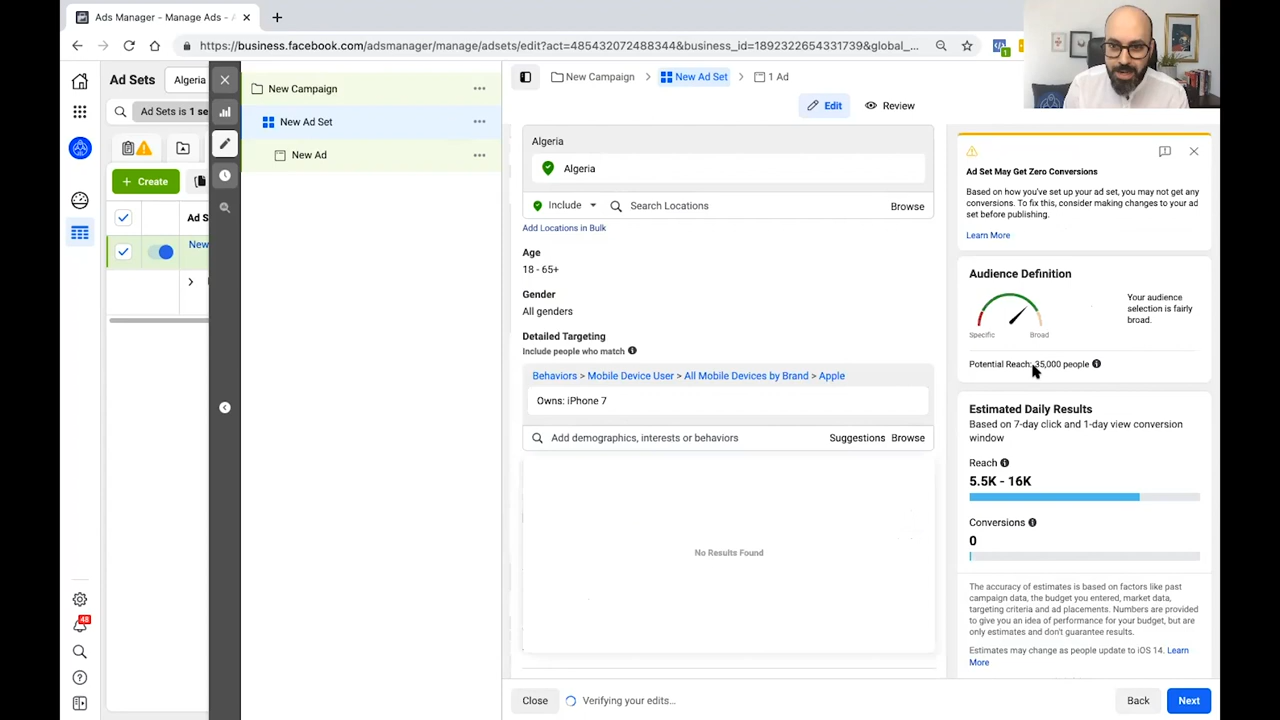 Ads Manager - Manage Ads -
https://business.facebook.com/adsmanager/manage/adsets/edit?act=485432072488344&business_id=1892322654331739&global_...
1
Ad Sets
Algeria
Ad Sets is 1 se
+ Create
Ad S
New
48
New Campaign
New Ad Set
New Ad
New Campaign
New Ad Set
1 Ad
Edit
Review
Algeria
Algeria
Include
Search Locations
Browse
Add Locations in Bulk
Age
18 - 65+
Gender
All genders
Detailed Targeting
Include people who match
Behaviors > Mobile Device User > All Mobile Devices by Brand > Apple
Owns: iPhone 7
Add demographics, interests or behaviors
Suggestions
Browse
No Results Found
Ad Set May Get Zero Conversions
Based on how you've set up your ad set, you may not get any
conversions. To fix this, consider making changes to your ad
set before publishing.
Learn More
Audience Definition
Specific
Broad
Your audience
selection is fairly
broad.
Potential Reach: 35,000 people
Estimated Daily Results
Based on 7-day click and 1-day view conversion
window
Reach
5.5K - 16K
Conversions
0
The accuracy of estimates is based on factors like past
campaign data, the budget you entered, market data,
targeting criteria and ad placements. Numbers are provided
to give you an idea of performance for your budget, but are
only estimates and don't guarantee results.
Estimates may change as people update to iOS 14. Learn
More
Close
Verifying your edits...
Back
Next